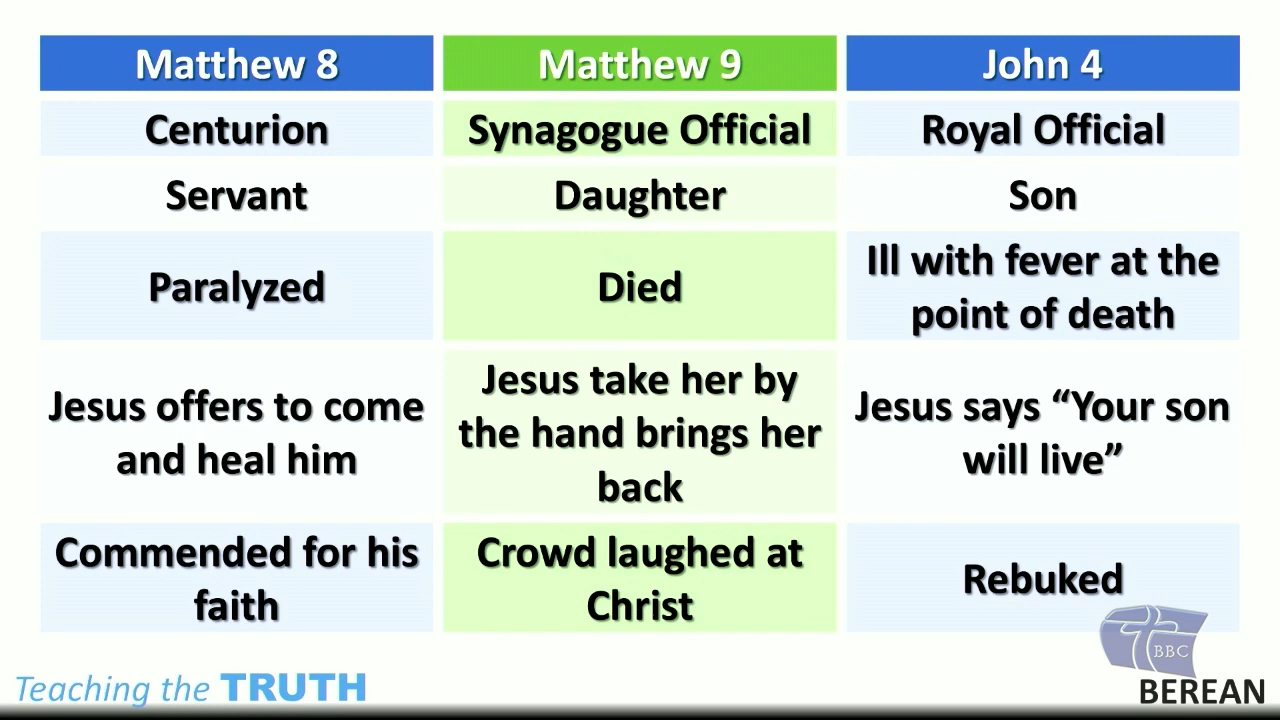 Matthew 8 Matthew 9 John 4
Centurion Synagogue Official Royal Official
Servant Daughter Son
Paralyzed Died Ill with fever at the
point of death
Jesus offers to come
and heal him
Jesus take her by
the hand brings her
back
Jesus says “Your son
will live”
Commended for his
faith
Crowd laughed at
Christ
Rebuked
BBC
Teaching the TRUTH
BEREAN